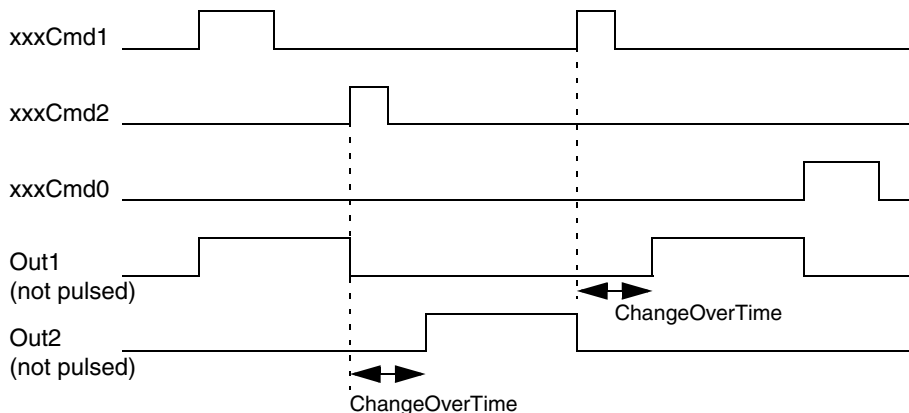 xxxCmd1
xxxCmd2
xxxCmd0
Out1
(not pulsed)
ChangeOverTime
Out2
(not pulsed)
ChangeOverTime